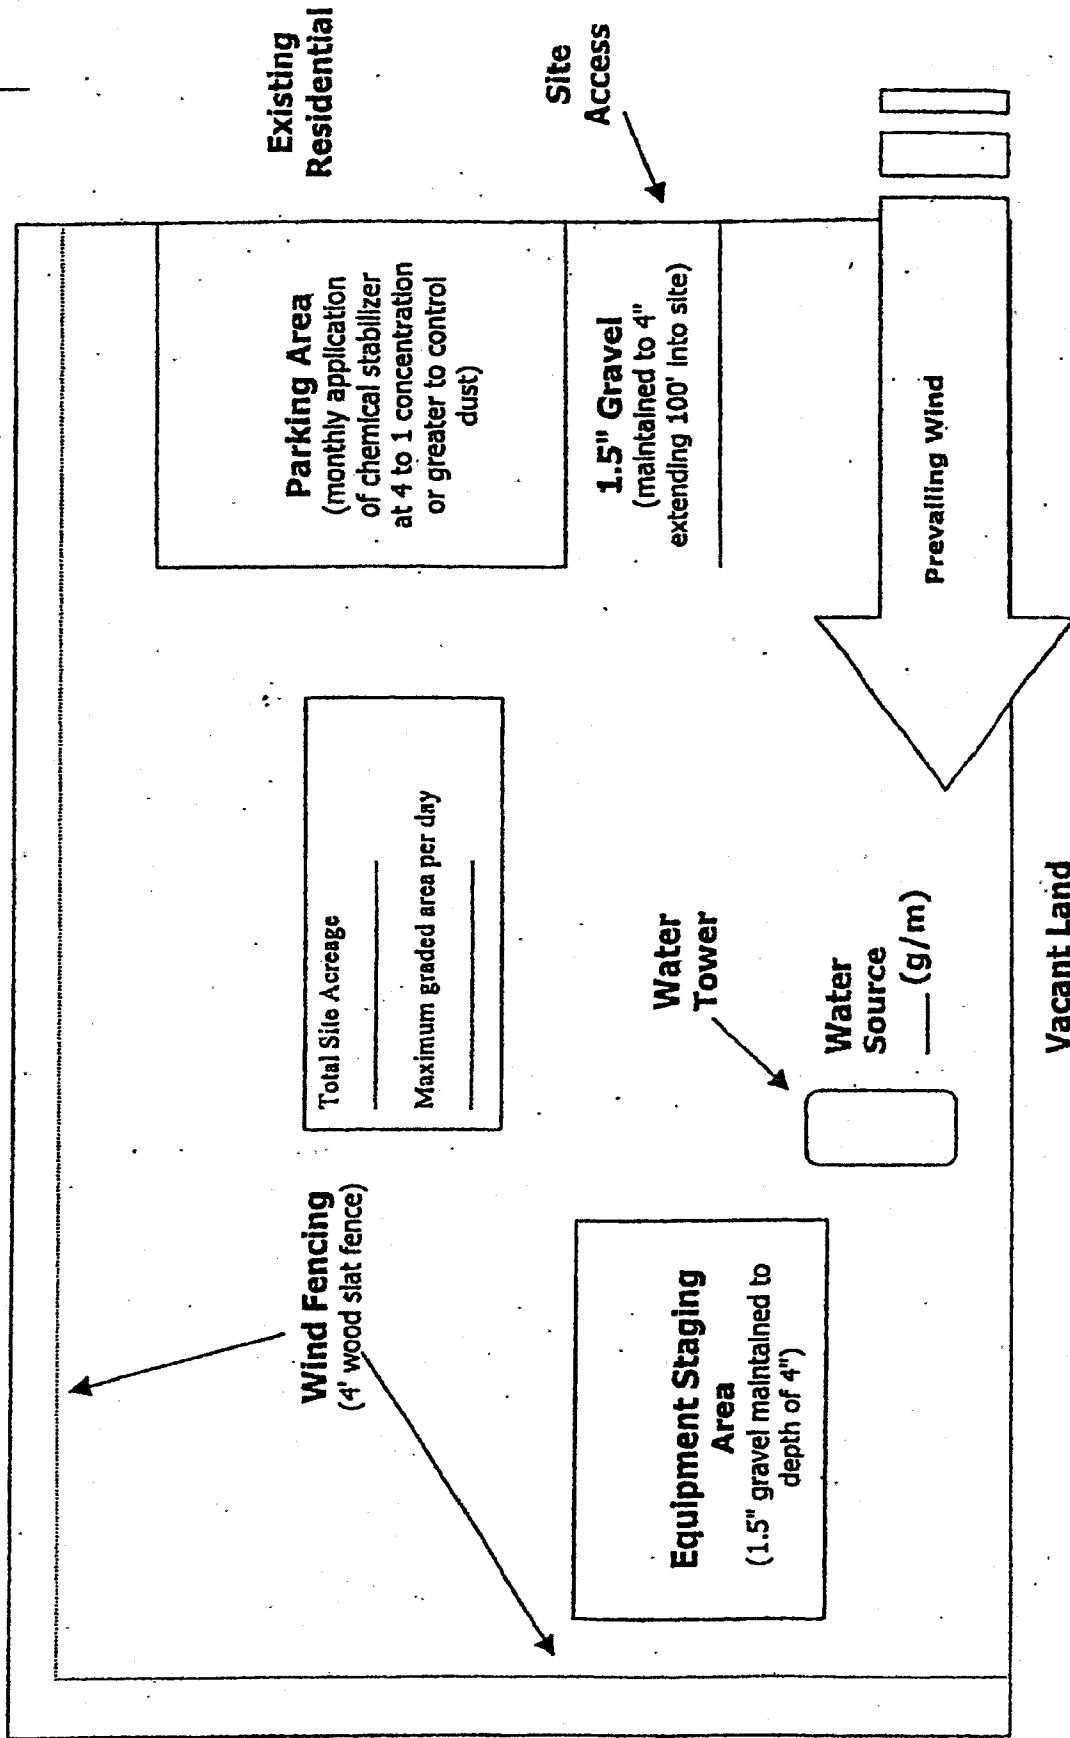 Existing
Residential
Site
Access
Parking Area
(monthly application
of chemical stabilizer
at 4 to 1 concentration
or greater to control
dust)
1.5" Gravel
(maintained to 4"
extending 100' into site)
Prevailing Wind
Total Site Acreage
Maximum graded area per day
Water
Tower
Water
Source
(g/m)
Vacant Land
Wind Fencing
(4' wood slat fence)
Equipment Staging
Area
(1.5" gravel maintained to
depth of 4")